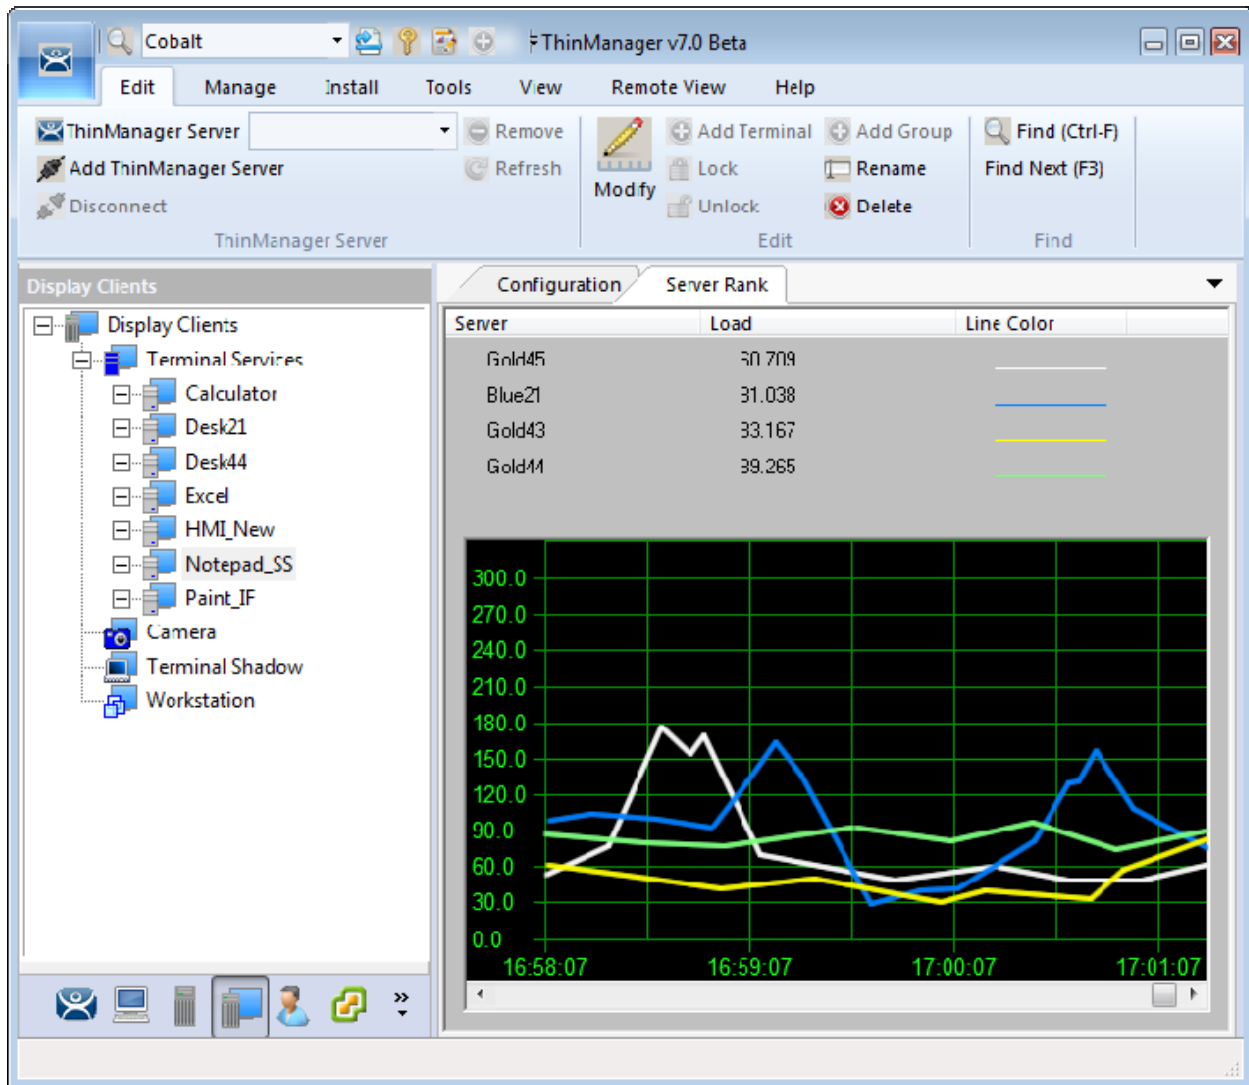 Cobalt
ThinManager v7.0 Beta
Edit Manage Install Tools View Remote View Help
ThinManager Server Remove Add Terminal Add Group Find (Ctrl-F)
Add ThinManager Server Refresh Modify Lock Rename Find Next (F3)
Disconnect Unlock Delete
ThinManager Server Edit Find
Display Clients
Display Clients
Terminal Services
Calculator
Desk21
Desk44
Excel
HMI_New
Notepad_SS
Paint_IF
Camera
Terminal Shadow
Workstation
Configuration Server Rank
Server Load Line Color
Gold45 60.709
Blue21 81.038
Gold43 83.167
Gold44 89.265
300.0
270.0
240.0
210.0
180.0
150.0
120.0
90.0
60.0
30.0
0.0
16:58:07 16:59:07 17:00:07 17:01:07